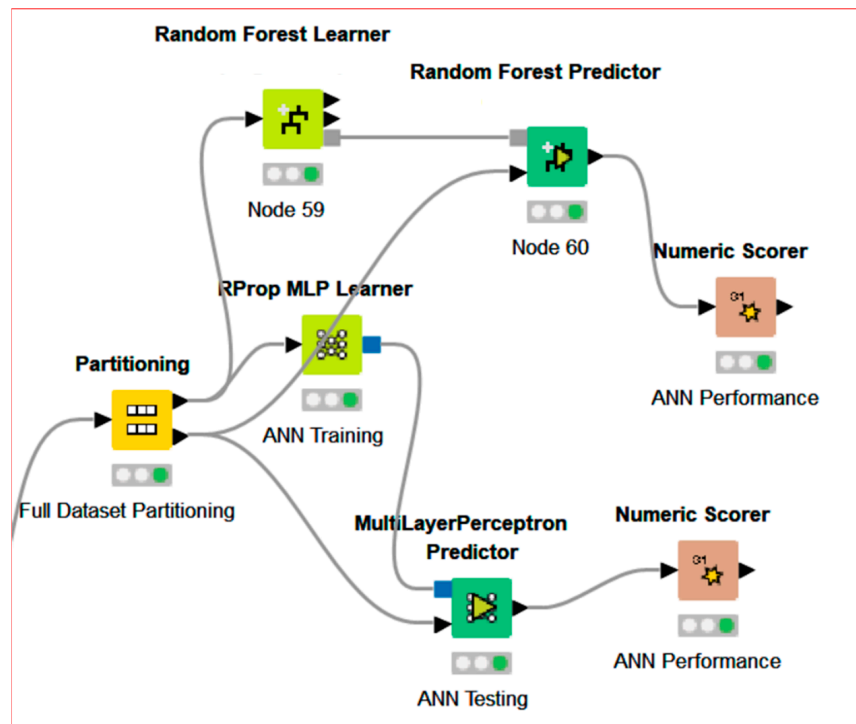 Random Forest Learner
Random Forest Predictor
Node 59
Node 60
Numeric Scorer
RProp MLP Learner
Partitioning
ANN Performance
ANN Training
Full Dataset Partitioning
MultiLayerPerceptron
Predictor
Numeric Scorer
ANN Performance
ANN Testing